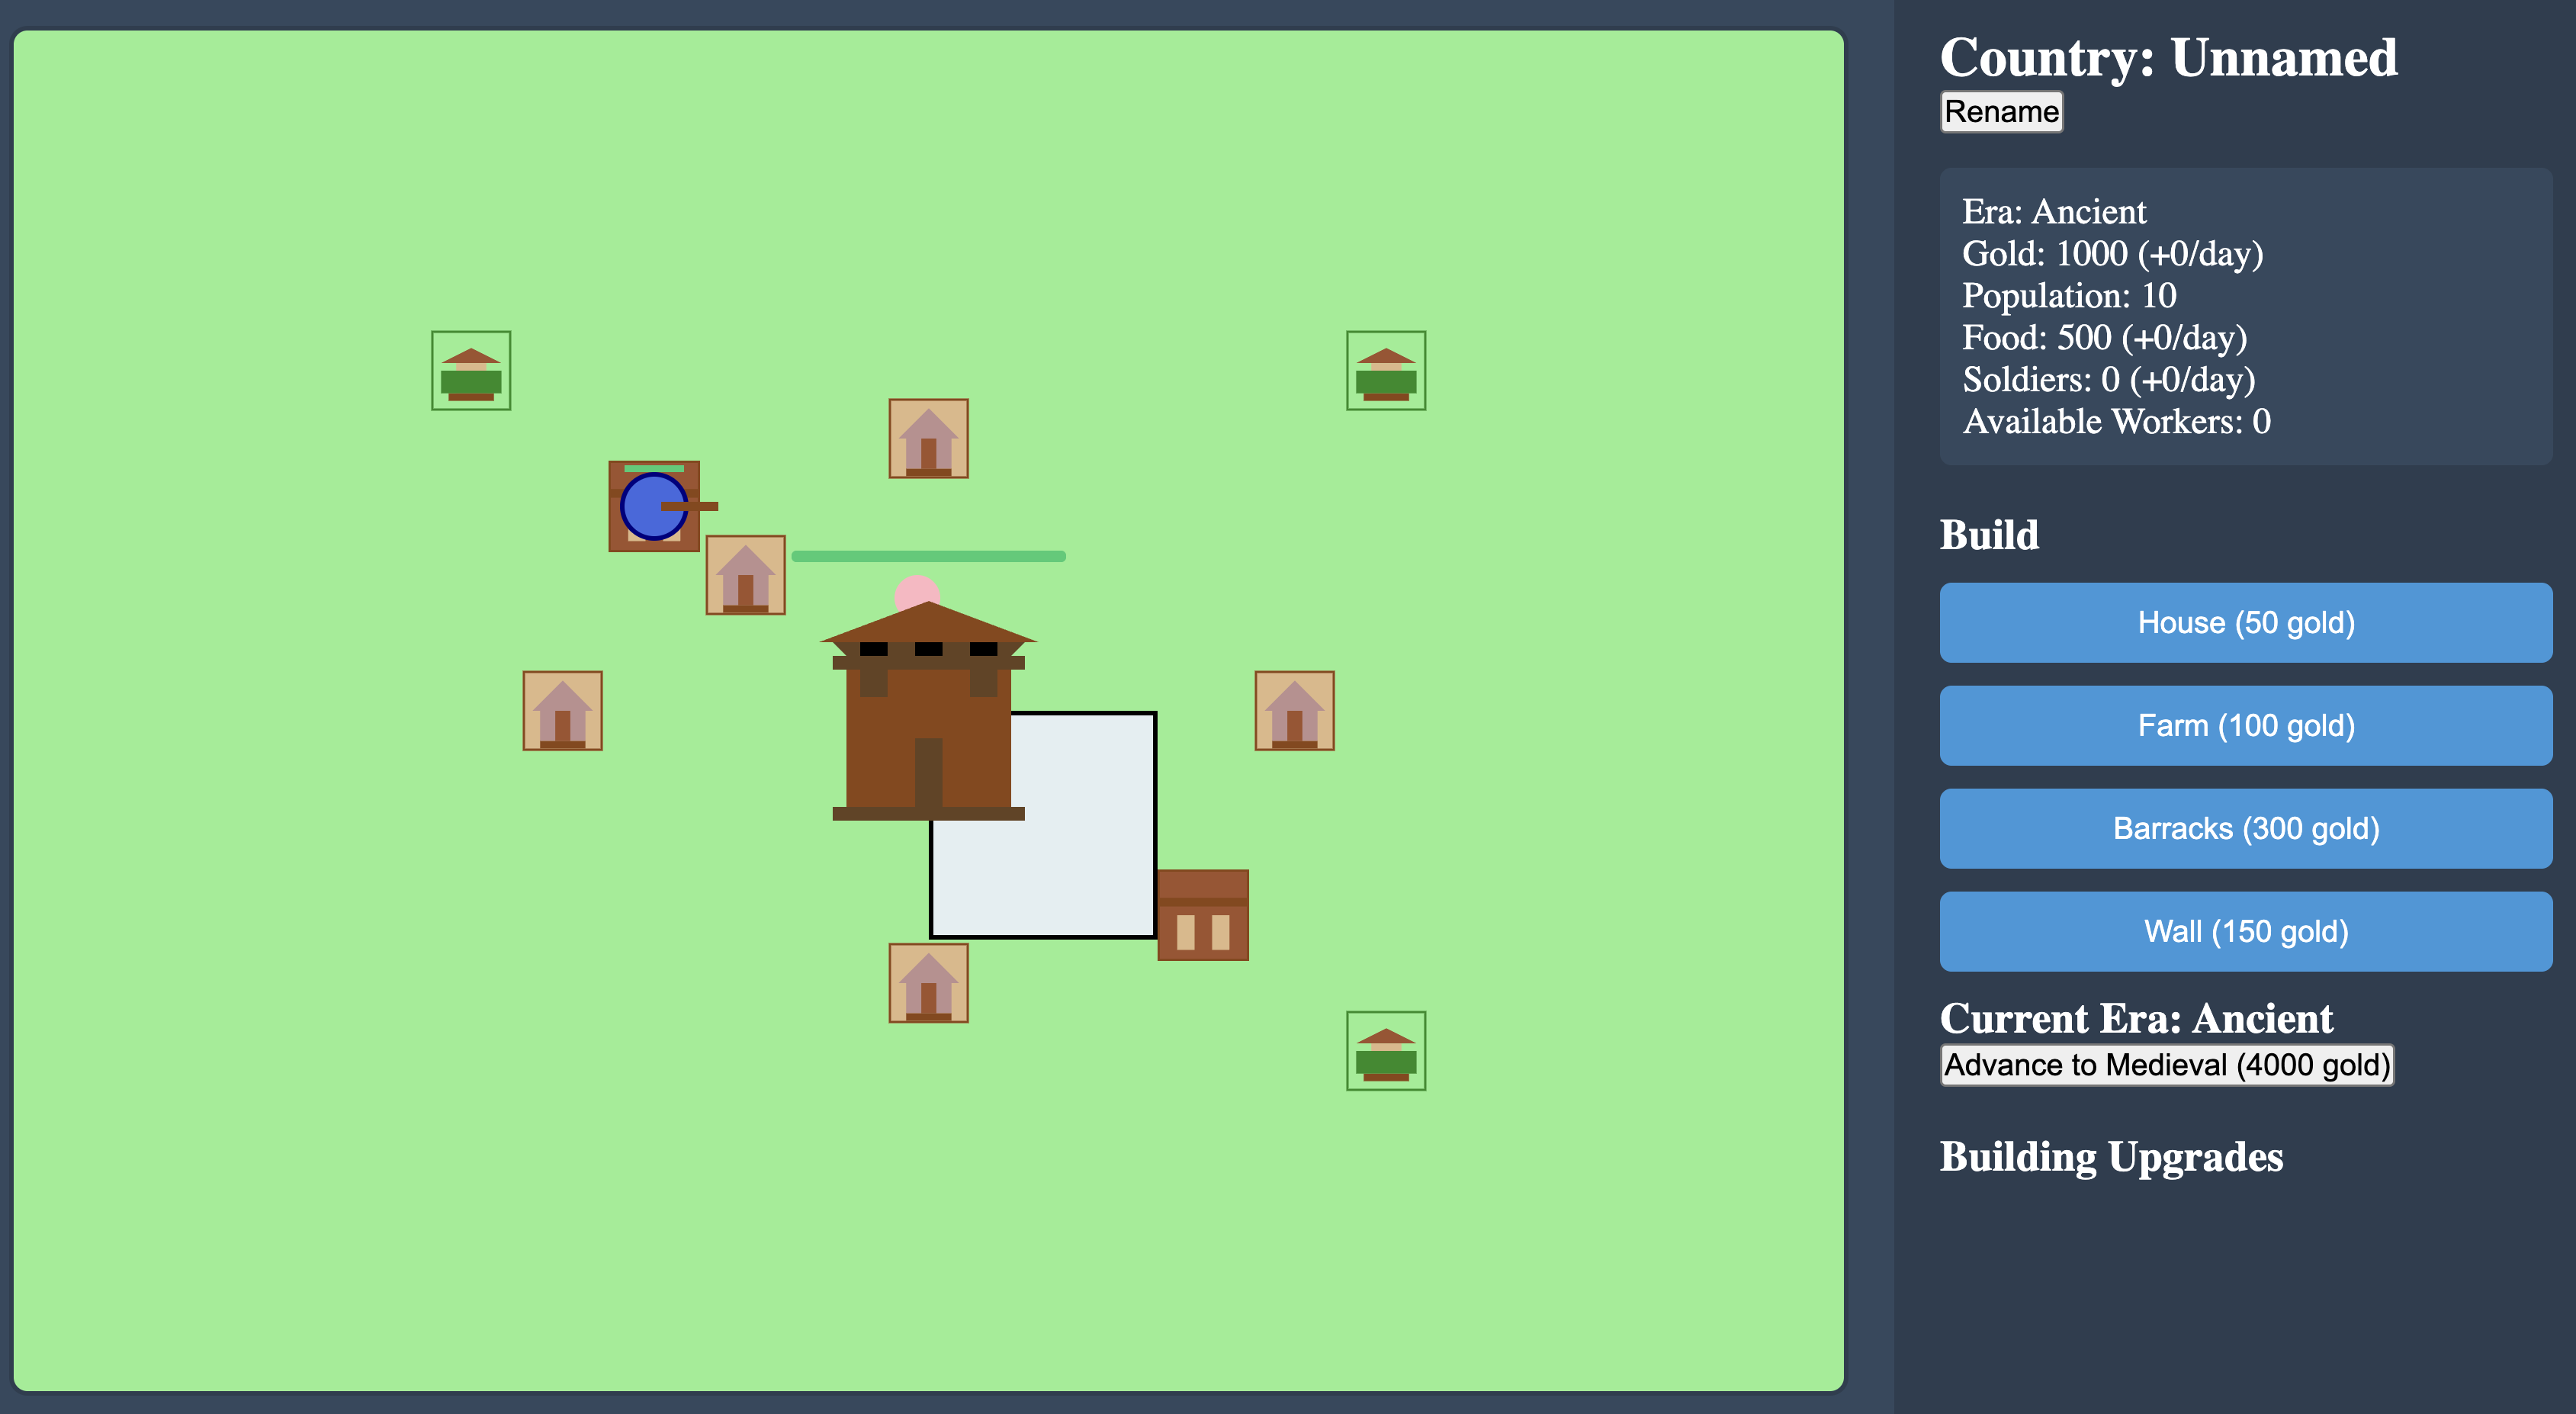 Country: Unnamed
Rename
Era: Ancient
Gold: 1000 (+0/day)
Population: 10
Food: 500 (+0/day)
Soldiers: 0 (+0/day)
Available Workers: 0
Build
House (50 gold)
Farm (100 gold)
Barracks (300 gold)
Wall (150 gold)
Current Era: Ancient
Advance to Medieval (4000 gold)
Building Upgrades